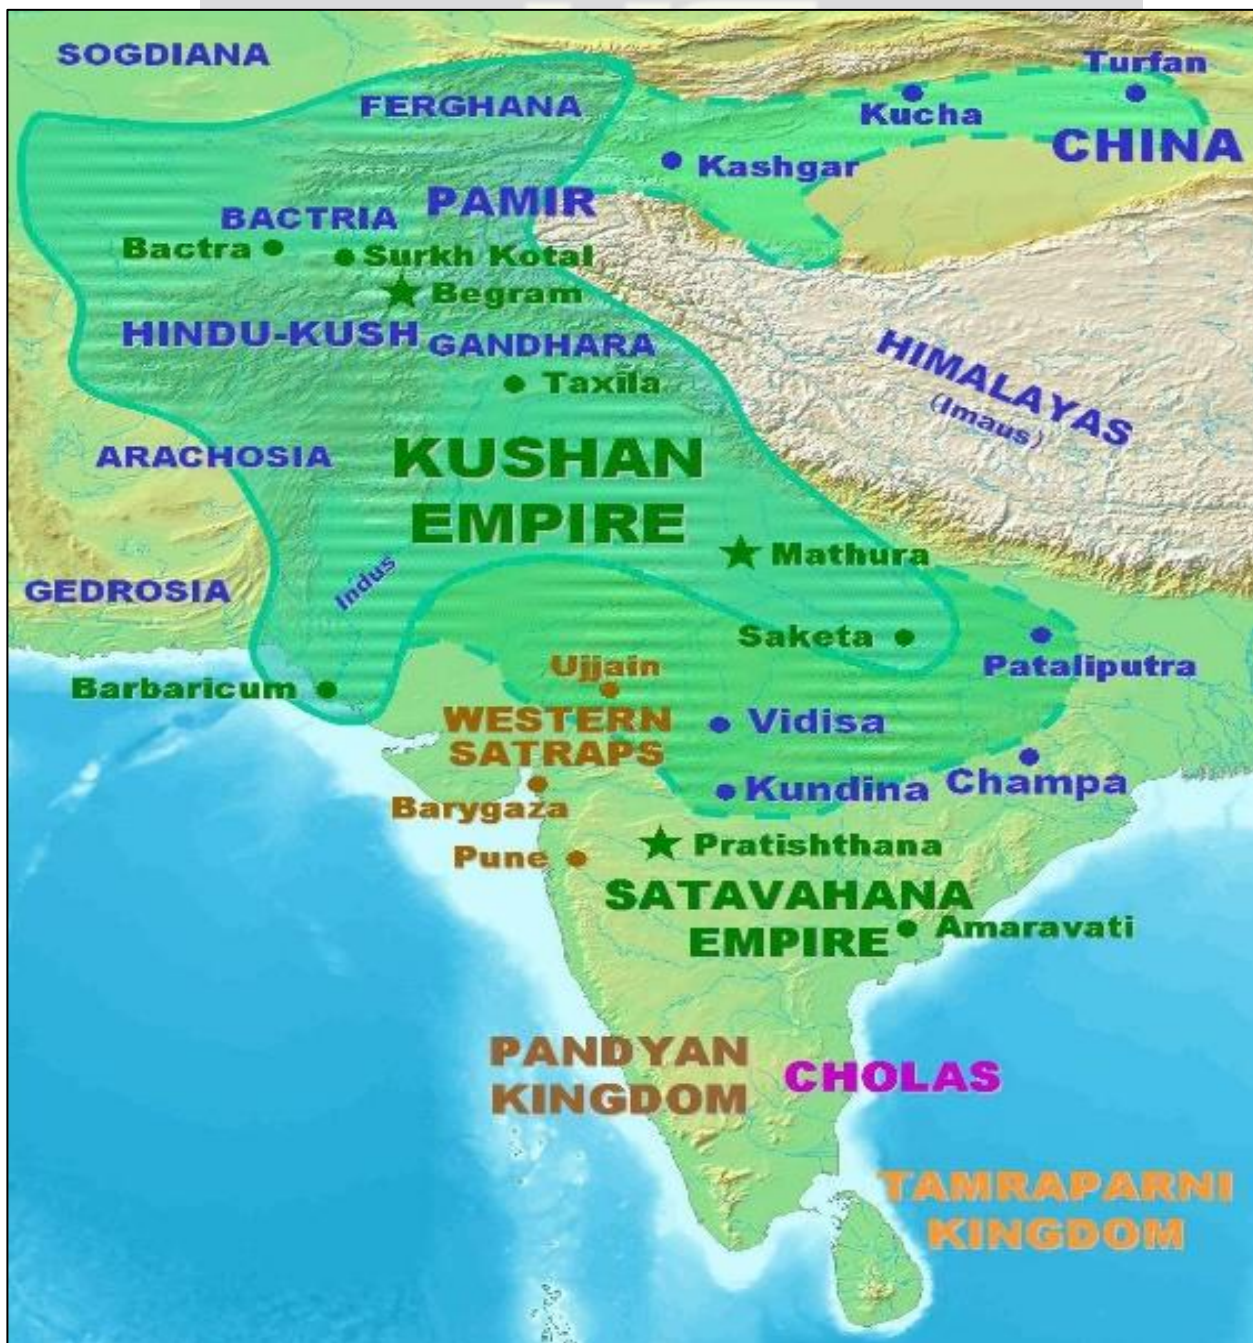 SOGDIANA
Turfan
FERGHANA
Kucha
CHINA
Kashgar
PAMIR
BACTRIA
Bactra
Surkh Kotal
Begram
HINDU-KUSH
GANDHARA
HIMALAYAS
(Imaus)
Taxila
ARACHOSIA
KUSHAN
EMPIRE
Mathura
Indus
GEDROSIA
Saketa
Pataliputra
Ujjain
Barbaricum
WESTERN
SATRAPS
Vidisa
Barygaza
Kundina
Champa
Pune
Pratishthana
SATAVAHANA
EMPIRE
Amaravati
PANDYAN
KINGDOM
CHOLAS
TAMRAPARNI
KINGDOM